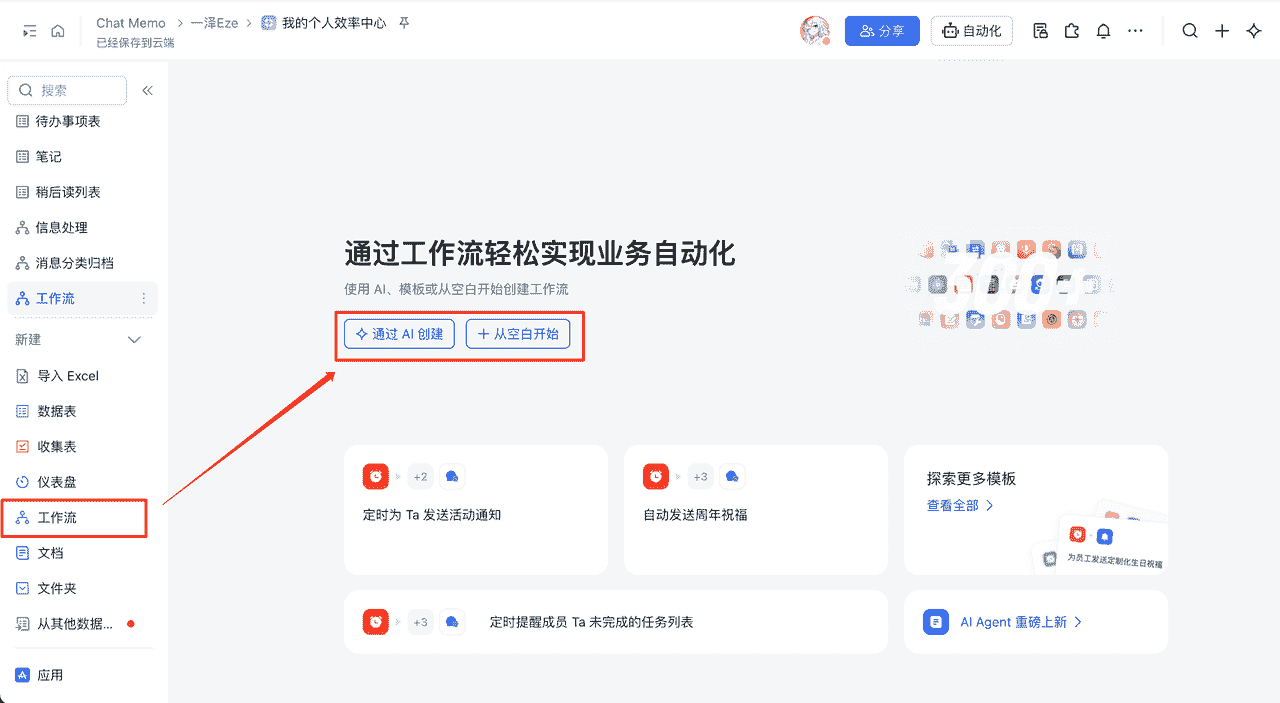 Chat Memo
一泽Eze
我的个人效率中心
已经保存到云端
分享
自动化
搜索
待办事项表
笔记
稍后读列表
信息处理
消息分类归档
工作流
新建
导入 Excel
数据表
收集表
仪表盘
工作流
文档
文件夹
从其他数据...
应用
通过工作流轻松实现业务自动化
使用 AI、模板或从空白开始创建工作流
通过 AI 创建
从空白开始
300+
+2
定时为 Ta 发送活动通知
+3
自动发送周年祝福
探索更多模板
查看全部
为员工发送定制化生日祝福
+3
定时提醒成员 Ta 未完成的任务列表
AI Agent 重磅上新